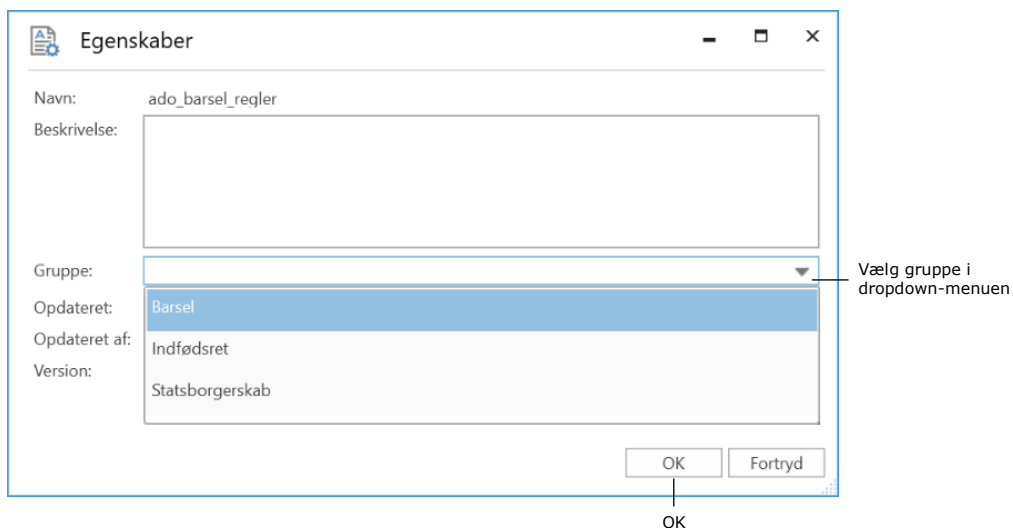 Egenskaber
Navn: ado_barsel_regler
Beskrivelse:
Gruppe:
Vælg gruppe i
dropdown-menuen
Opdateret: Barsel
Opdateret af: Indfødsret
Version:
Statsborgerskab
OK Fortryd
OK